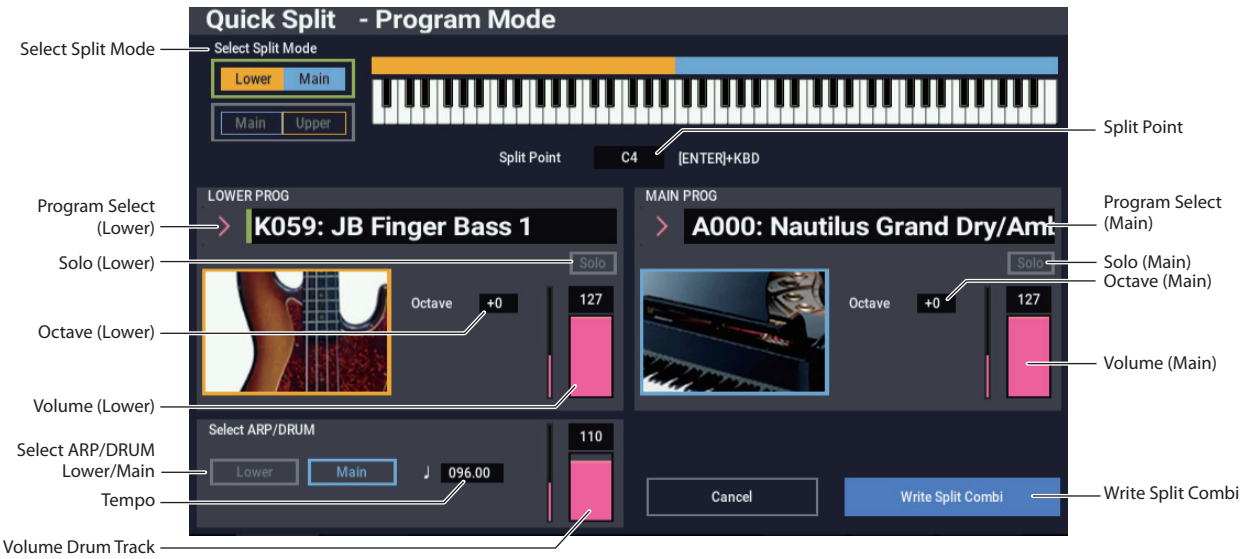 Quick Split - Program Mode
Select Split Mode
Select Split Mode
Lower Main
Main Upper
Split Point
Split Point C4 [ENTER]+KBD
LOWER PROG
MAIN PROG
Program Select
(Lower)
K059: JB Finger Bass 1
A000: Nautilus Grand Dry/Amb
Program Select
(Main)
Solo (Lower)
Solo
Solo
Solo (Main)
Octave (Main)
Octave +0 127
Octave +0 127
Octave (Lower)
Volume (Main)
Volume (Lower)
Select ARP/DRUM
110
Select ARP/DRUM
Lower/Main
Lower Main ♩ 096.00
Tempo
Cancel
Write Split Combi
Write Split Combi
Volume Drum Track